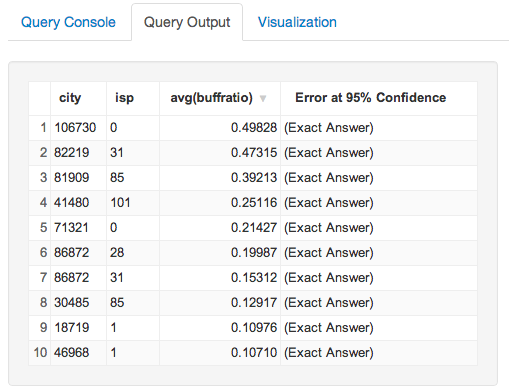 Query Console Query Output Visualization
city isp avg(buffratio) Error at 95% Confidence
1 106730 0 0.49828 (Exact Answer)
2 82219 31 0.47315 (Exact Answer)
3 81909 85 0.39213 (Exact Answer)
4 41480 101 0.25116 (Exact Answer)
5 71321 0 0.21427 (Exact Answer)
6 86872 28 0.19987 (Exact Answer)
7 86872 31 0.15312 (Exact Answer)
8 30485 85 0.12917 (Exact Answer)
9 18719 1 0.10976 (Exact Answer)
10 46968 1 0.10710 (Exact Answer)